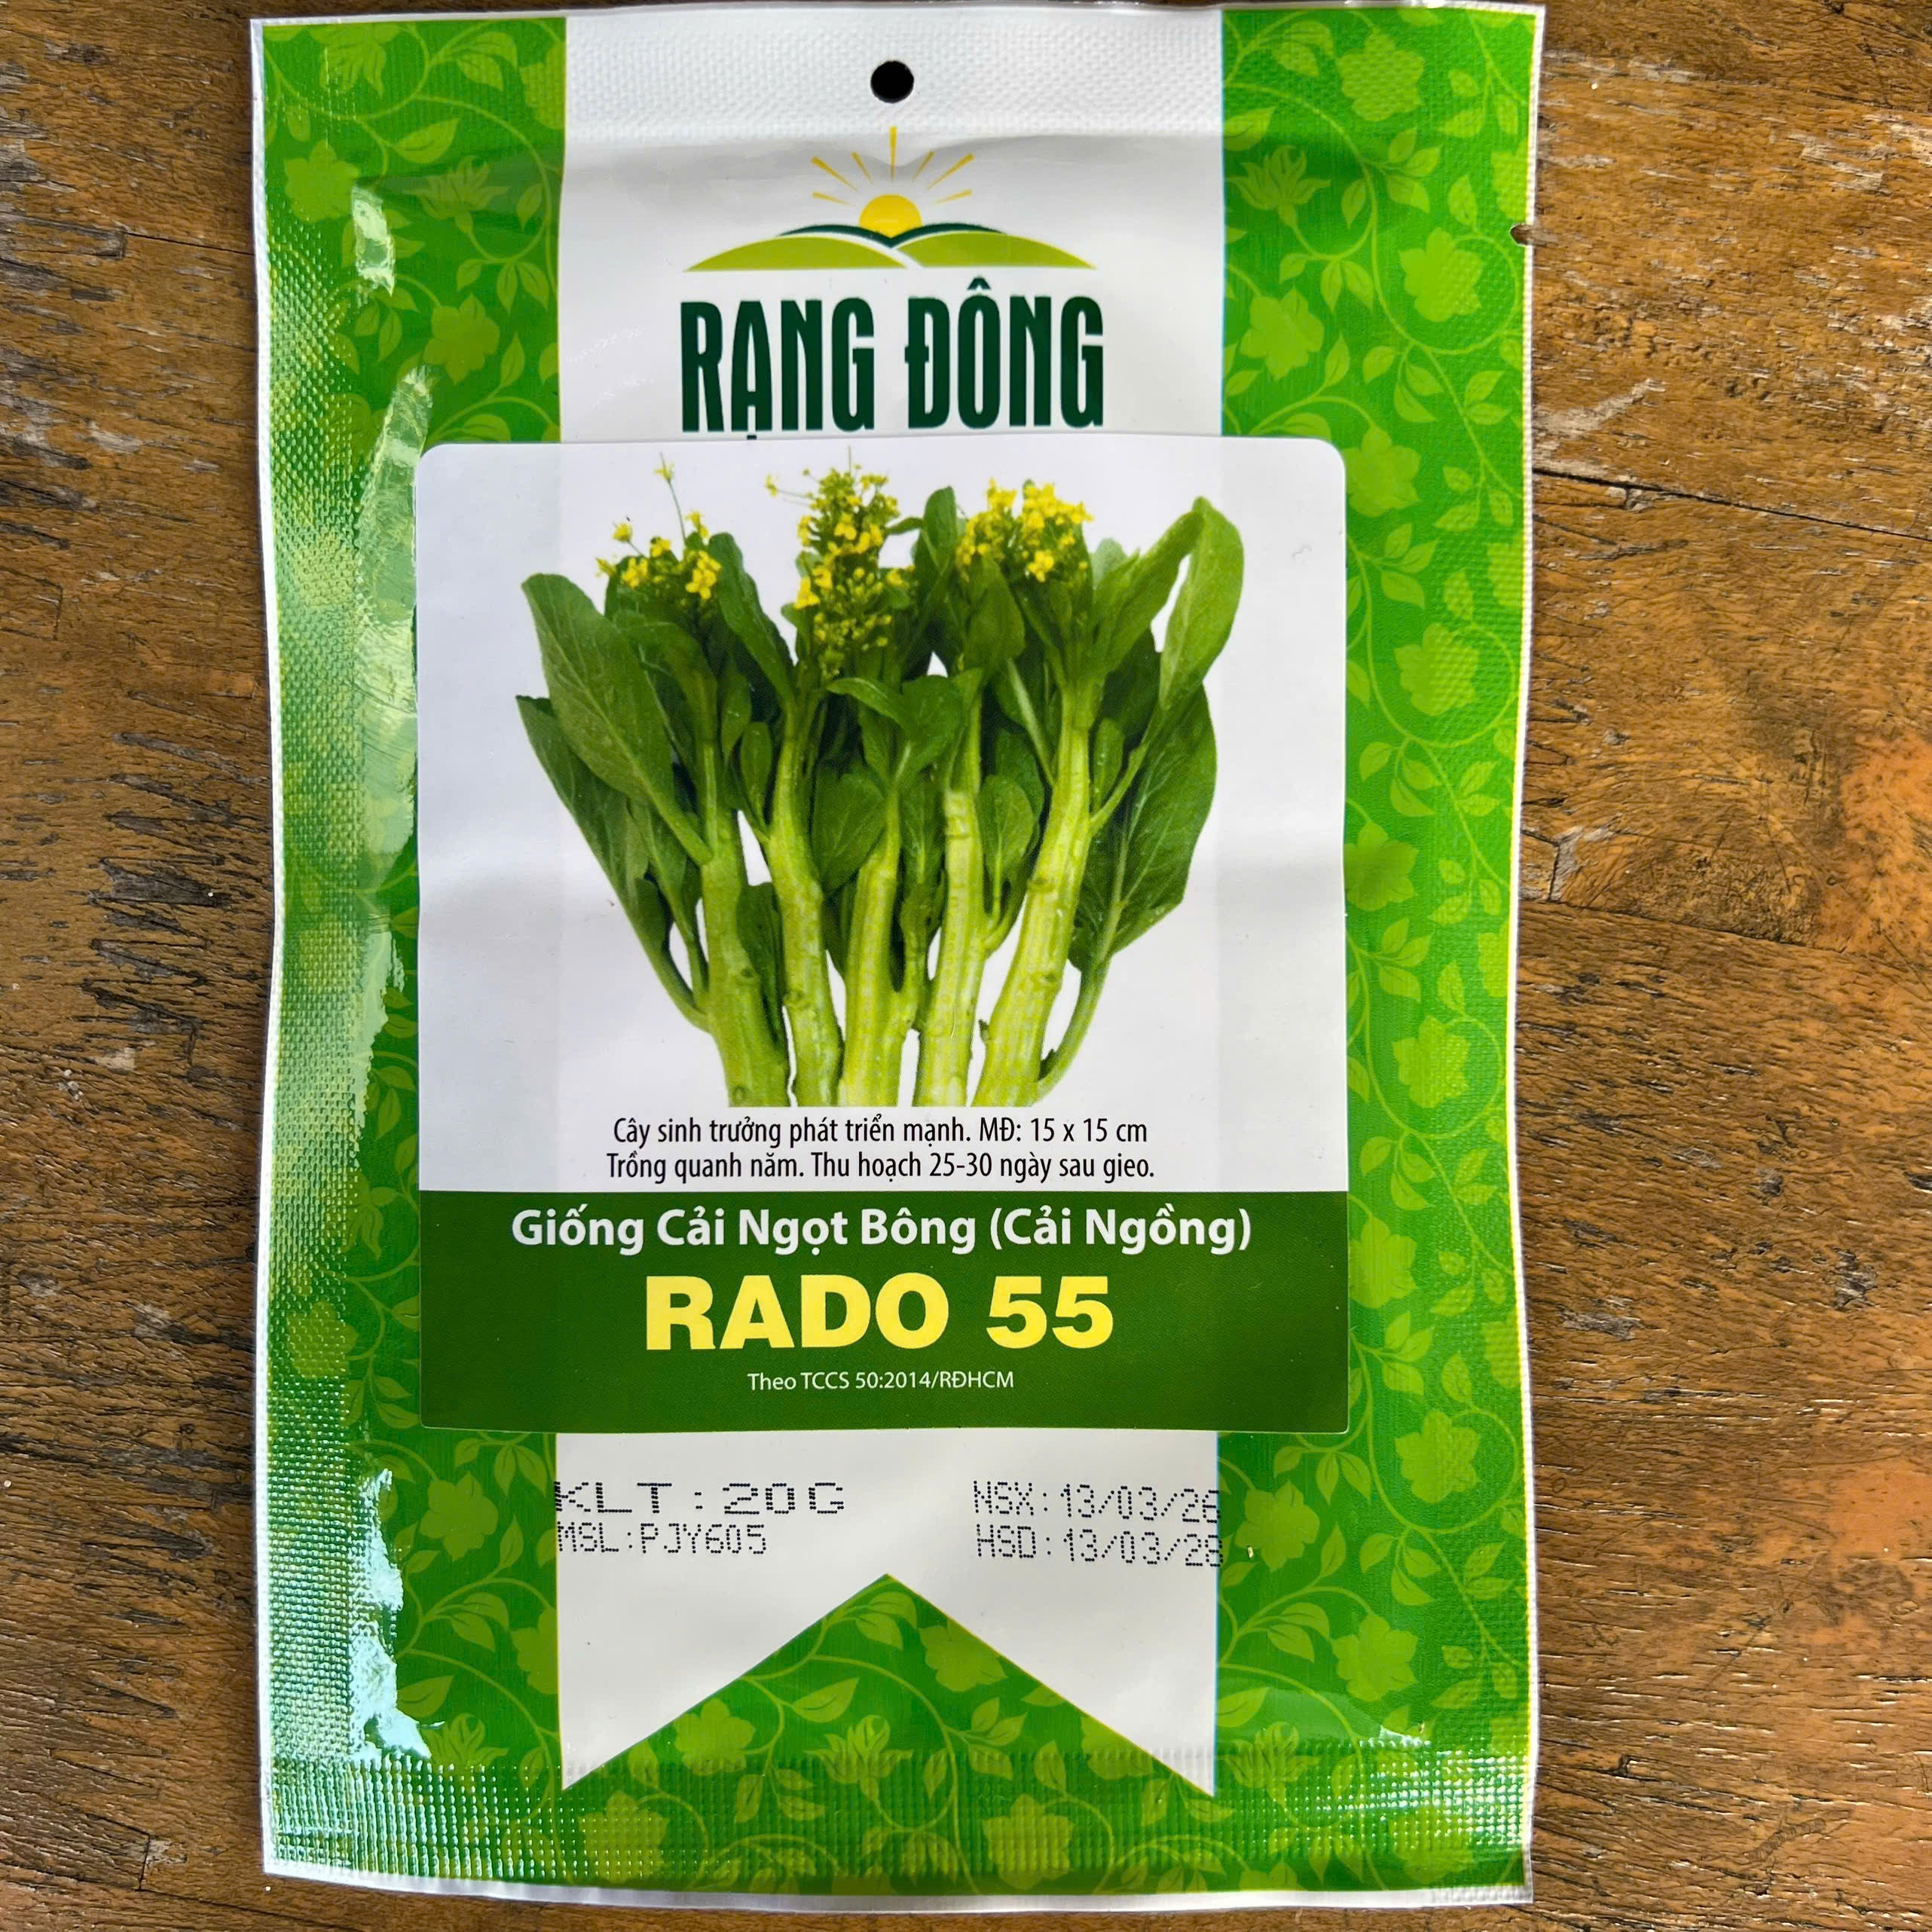 RẠNG ĐÔNG
Cây sinh trưởng phát triển mạnh. MĐ: 15 x 15 cm
Trồng quanh năm. Thu hoạch 25-30 ngày sau gieo.
Giống Cải Ngọt Bông (Cải Ngồng)
RADO 55
Theo TCCS 50:2014/RĐHCM
KLT:20G
MSL:PJY605
NSX:13/03/26
HSD:13/03/28